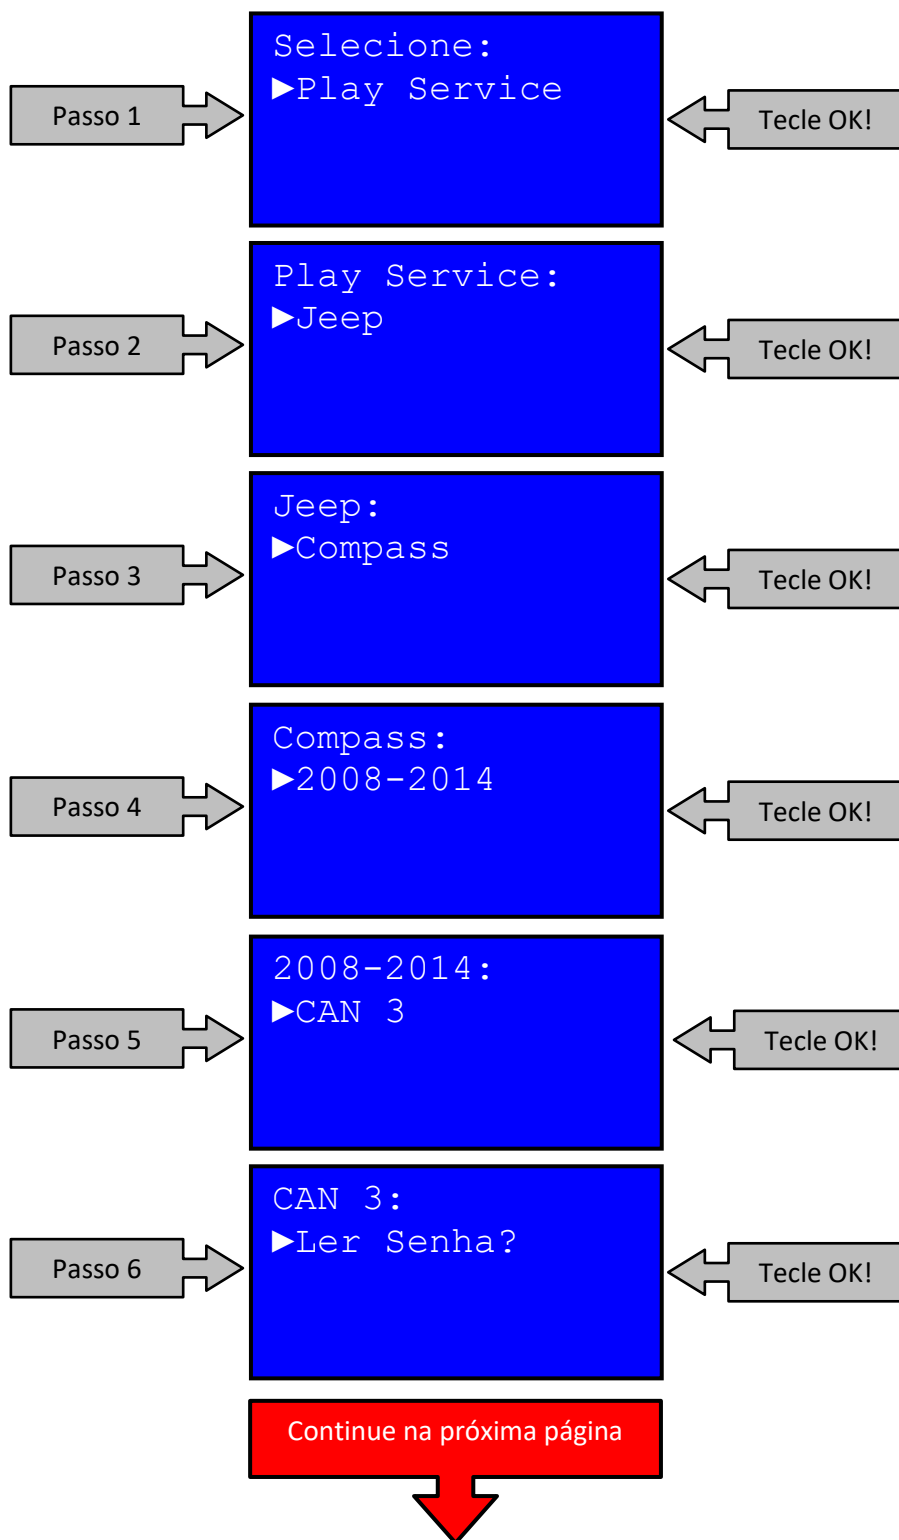 Selecione:
►Play Service
Passo 1
Tecle OK!
Play Service:
►Jeep
Passo 2
Tecle OK!
Jeep:
►Compass
Passo 3
Tecle OK!
Compass:
►2008-2014
Passo 4
Tecle OK!
2008-2014:
►CAN 3
Passo 5
Tecle OK!
CAN 3:
►Ler Senha?
Passo 6
Tecle OK!
Continue na próxima página